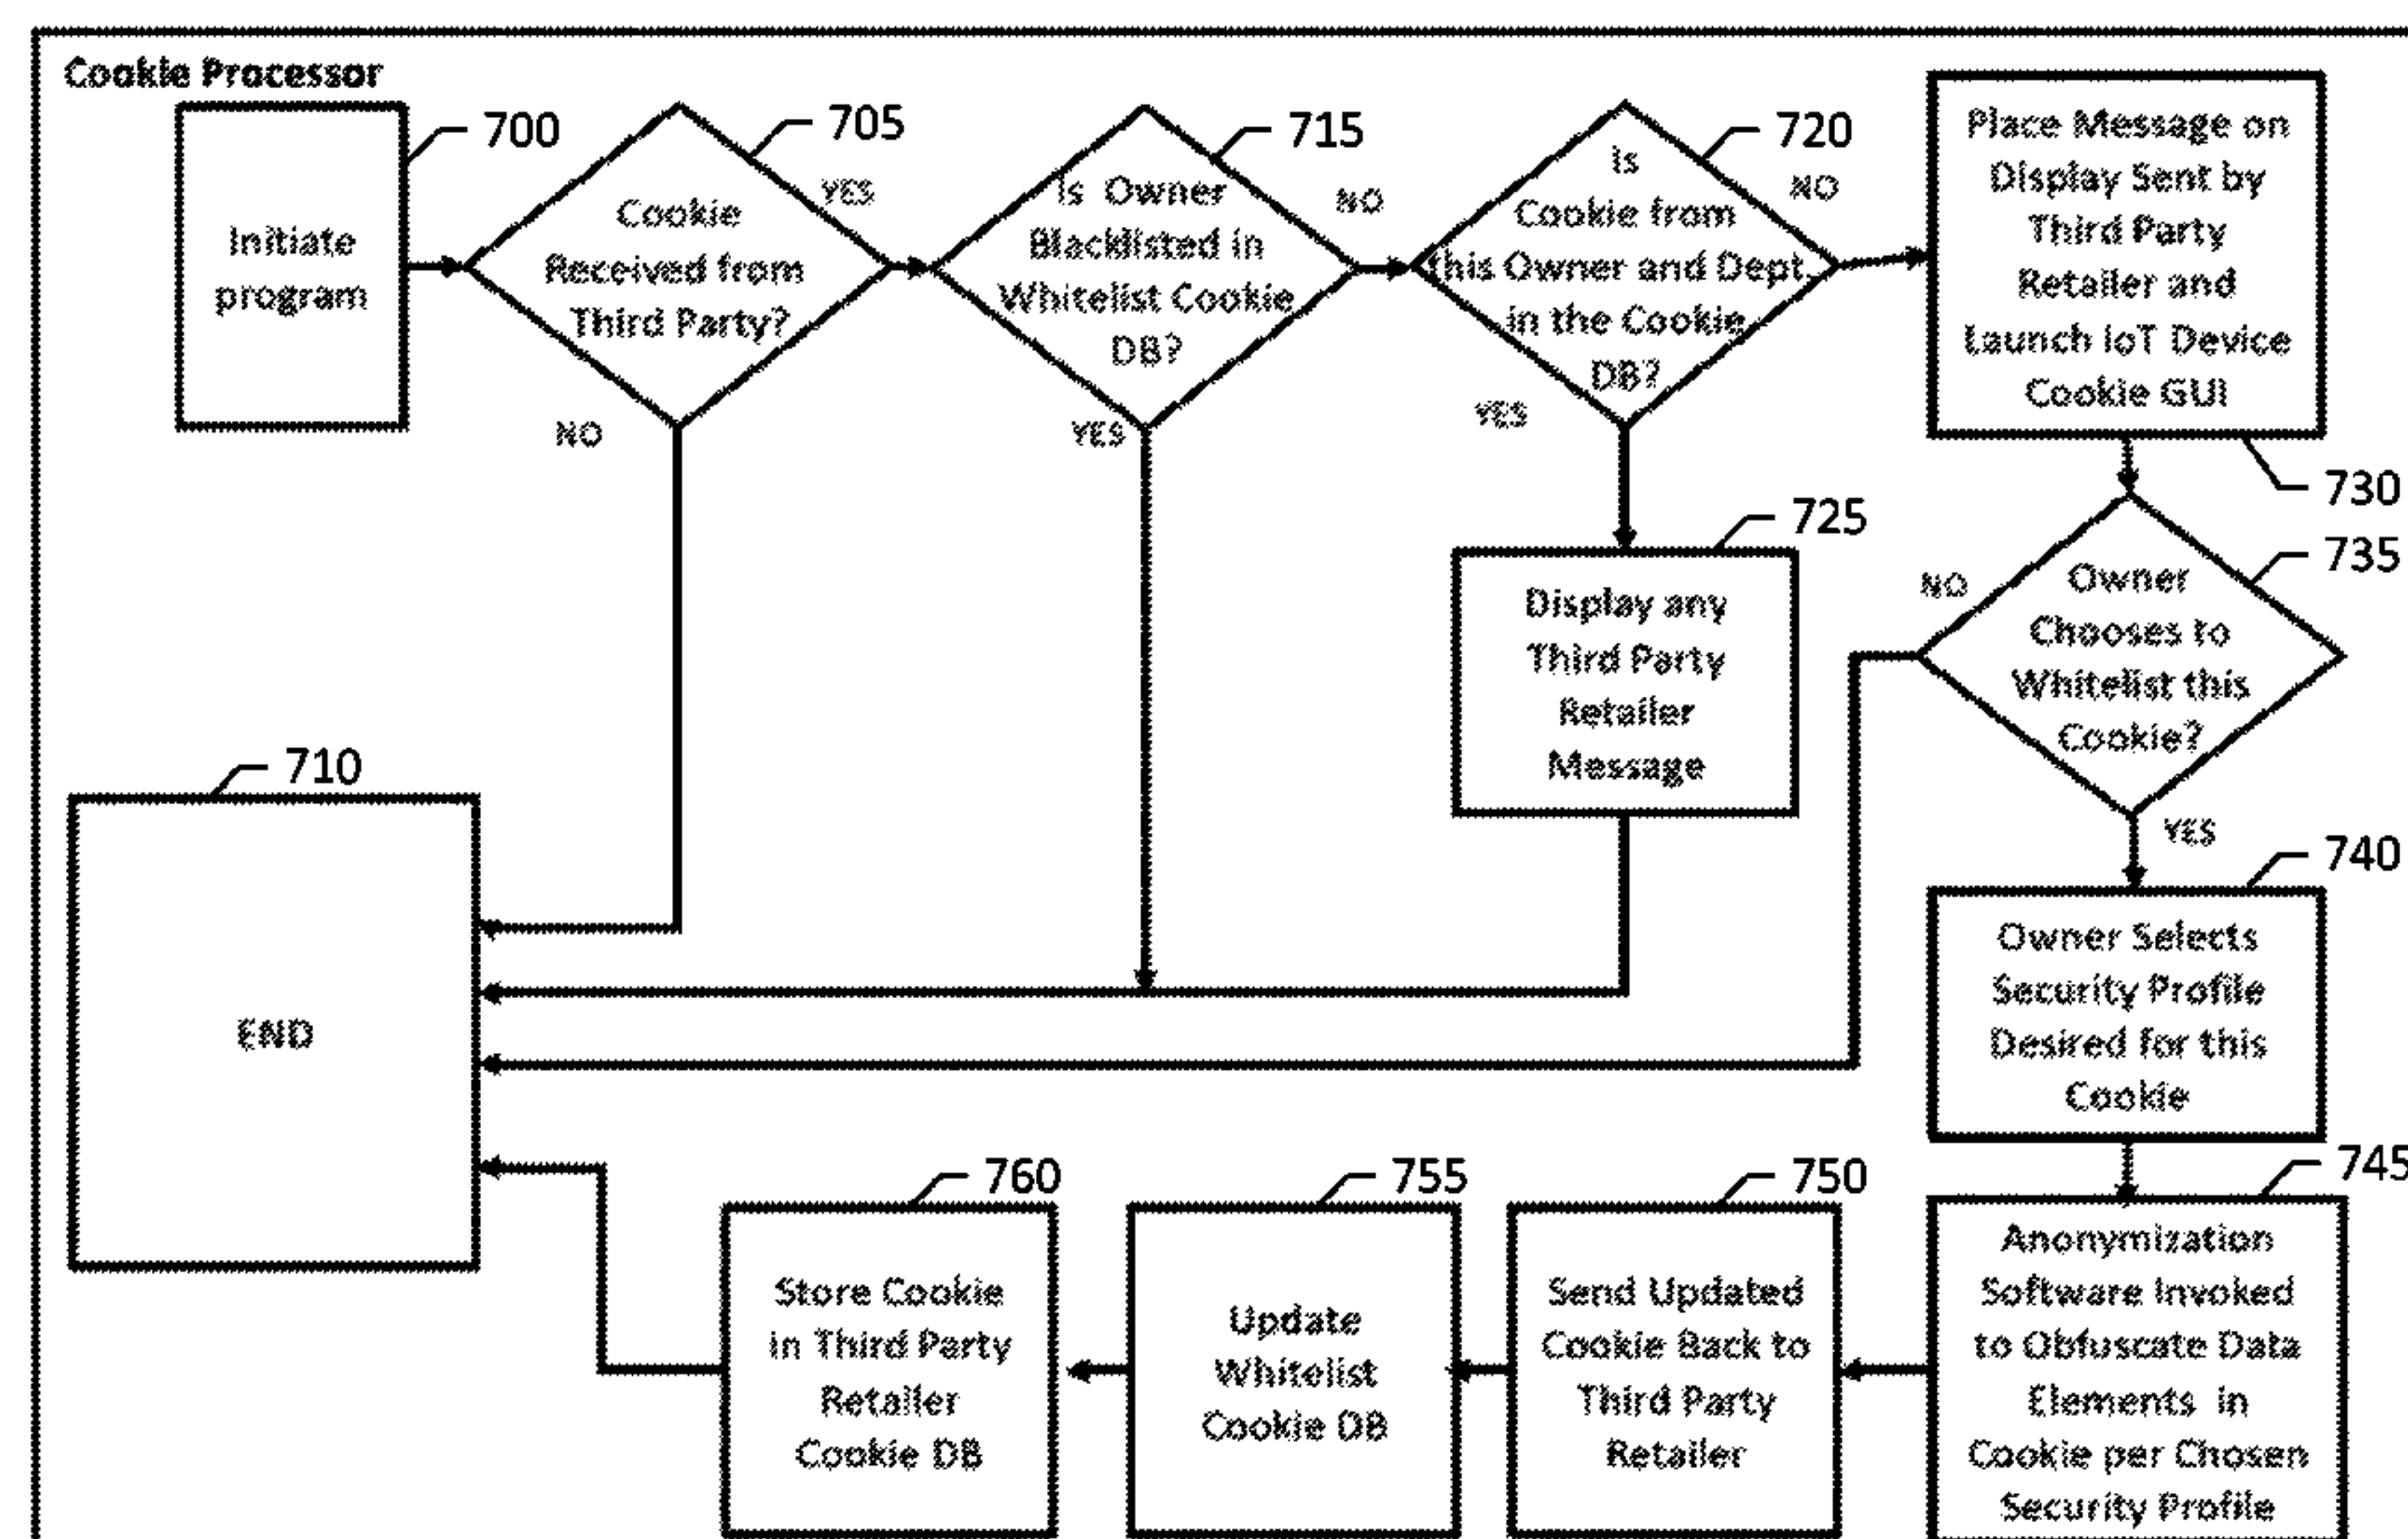 Cookie Processor
700
Initiate
program
705
Cookie
Received from
Third Party?
YES
NO
715
Is Owner
Blacklisted in
Whitelist Cookie
DB?
NO
YES
720
Is
Cookie from
this Owner and Dept.
in the Cookie
DB?
NO
YES
Place Message on
Display Sent by
Third Party
Retailer and
Launch IoT Device
Cookie GUI
730
725
Display any
Third Party
Retailer
Message
735
Owner
Chooses to
Whitelist this
Cookie?
NO
YES
710
END
740
Owner Selects
Security Profile
Desired for this
Cookie
745
Anonymization
Software Invoked
to Obfuscate Data
Elements in
Cookie per Chosen
Security Profile
750
Send Updated
Cookie Back to
Third Party
Retailer
755
Update
Whitelist
Cookie DB
760
Store Cookie
in Third Party
Retailer
Cookie DB